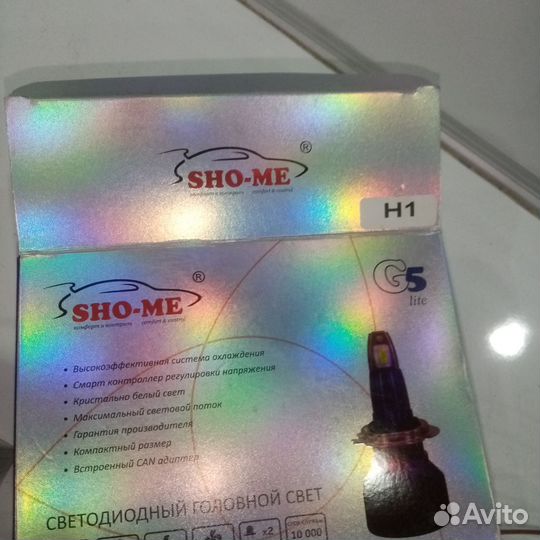 SHO-ME ®
комфорт и контроль comfort & control
H1
SHO-ME ®
комфорт и контроль comfort & control
G5
lite
• Высокоэффективная система охлаждения
• Смарт контроллер регулировки напряжения
• Кристально белый свет
• Максимальный световой поток
• Гарантия производителя
• Компактный размер
• Встроенный CAN адаптер
СВЕТОДИОДНЫЙ ГОЛОВНОЙ СВЕТ
x2
10 000
Avito